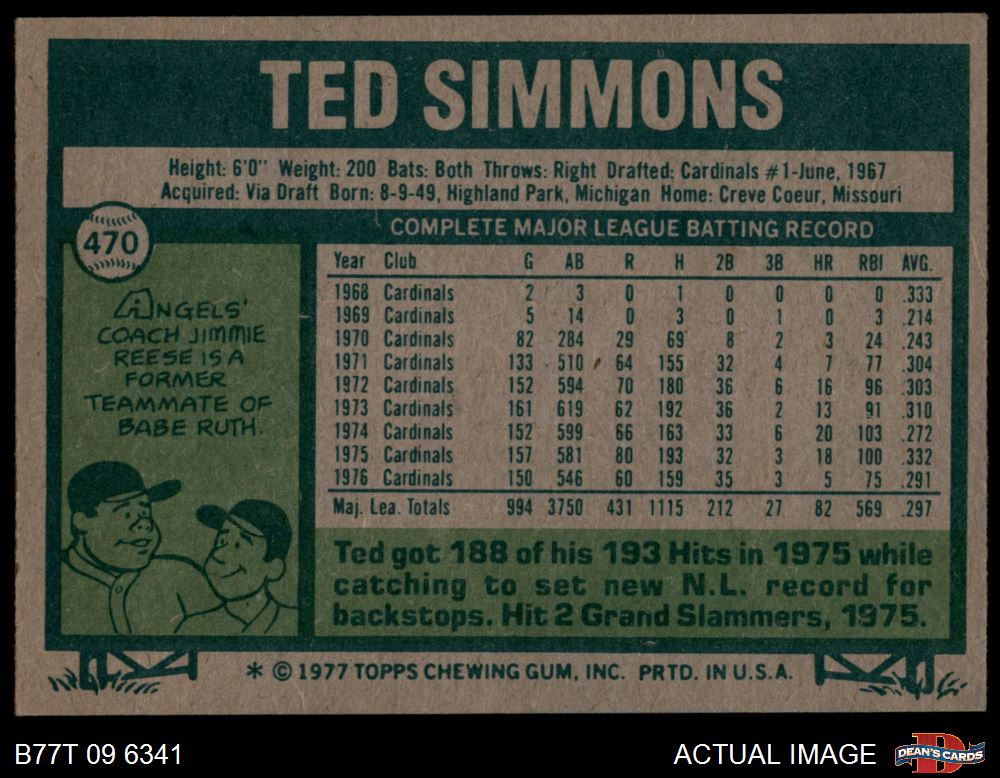 TED SIMMONS
Height: 6'0" Weight: 200 Bats: Both Throws: Right Drafted: Cardinals #1-June, 1967
Acquired: Via Draft Born: 8-9-49, Highland Park, Michigan Home: Creve Coeur, Missouri
470
COMPLETE MAJOR LEAGUE BATTING RECORD
Year Club G AB R H 2B 3B HR RBI AVG.
1968 Cardinals 2 3 0 1 0 0 0 0 .333
1969 Cardinals 5 14 0 3 0 1 0 3 .214
1970 Cardinals 82 284 29 69 8 2 3 24 .243
1971 Cardinals 133 510 64 155 32 4 7 77 .304
1972 Cardinals 152 594 70 180 36 6 16 96 .303
1973 Cardinals 161 619 62 192 36 2 13 91 .310
1974 Cardinals 152 599 66 163 33 6 20 103 .272
1975 Cardinals 157 581 80 193 32 3 18 100 .332
1976 Cardinals 150 546 60 159 35 3 5 75 .291
Maj. Lea. Totals 994 3750 431 1115 212 27 82 569 .297
ANGELS'
COACH JIMMIE
REESE IS A
FORMER
TEAMMATE OF
BABE RUTH.
Ted got 188 of his 193 Hits in 1975 while
catching to set new N.L. record for
backstops. Hit 2 Grand Slammers, 1975.
* © 1977 TOPPS CHEWING GUM, INC. PRTD. IN U.S.A.
B77T 09 6341
ACTUAL IMAGE
D
DEAN'S CARDS